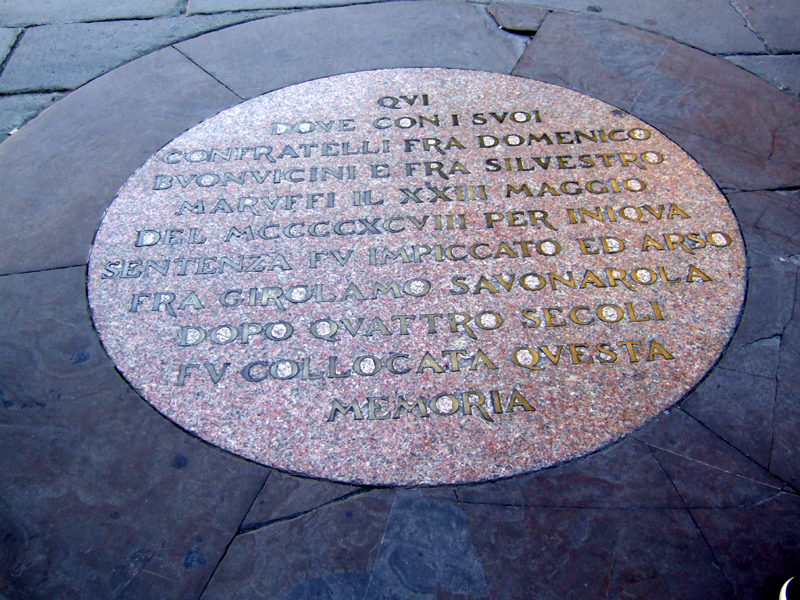 QVI
DOVE CON I SVOI
CONFRATELLI FRA DOMENICO
BVONVICINI E FRA SILVESTRO
MARVFFI IL XXIII MAGGIO
DEL MCCCCXCVIII PER INIQVA
SENTENZA FV IMPICCATO ED ARSO
FRA GIROLAMO SAVONAROLA
DOPO QVATTRO SECOLI
FV COLLOCATA QVESTA
MEMORIA